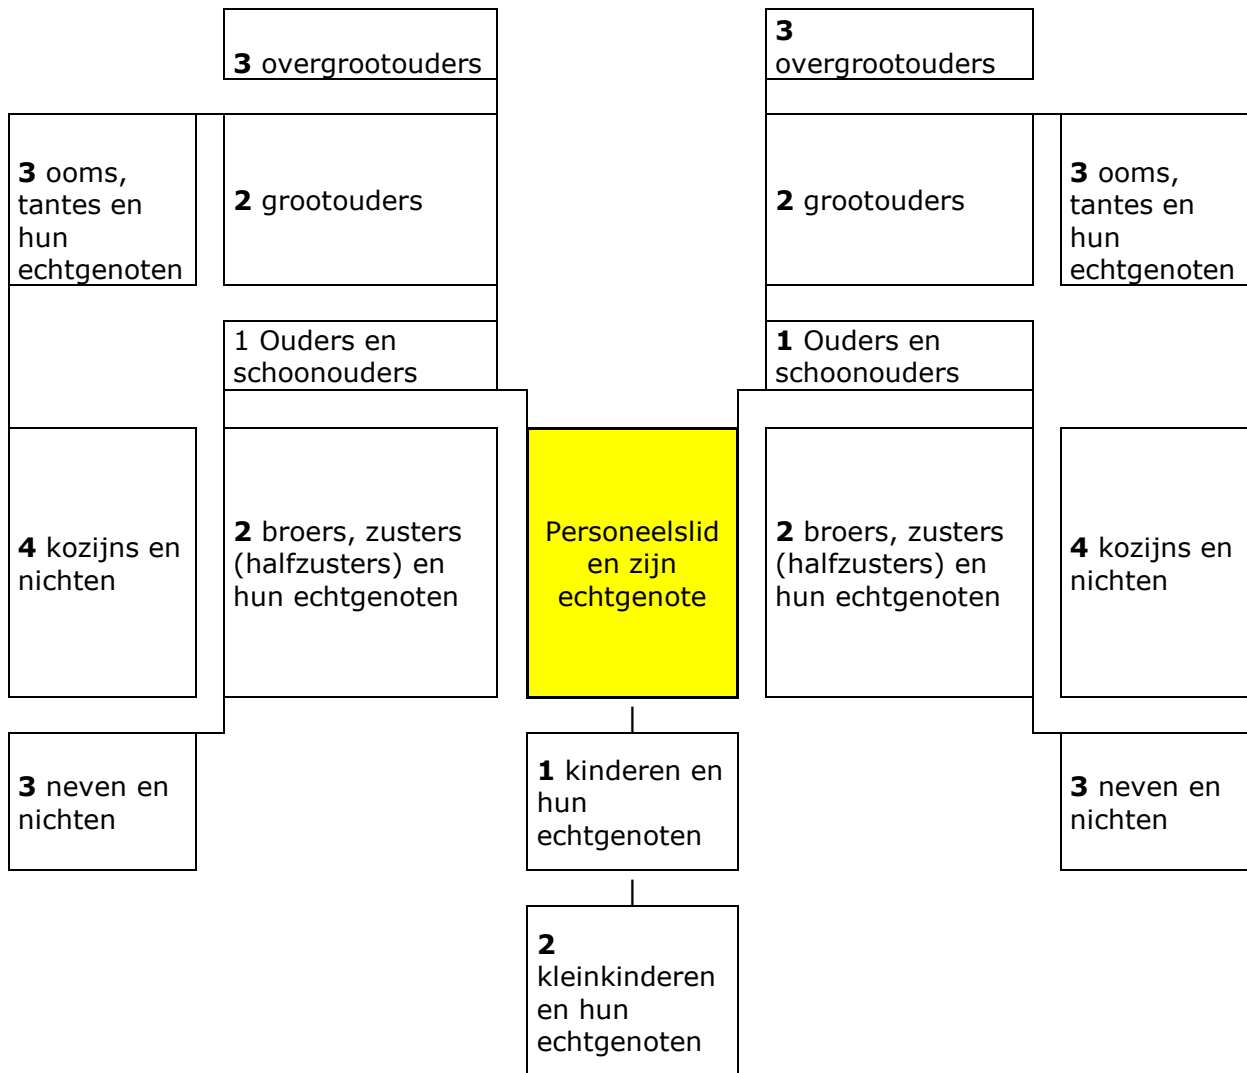 3 overgrootouders
3
overgrootouders
3 ooms,
tantes en
hun
echtgenoten
2 grootouders
2 grootouders
3 ooms,
tantes en
hun
echtgenoten
1 Ouders en
schoonouders
1 Ouders en
schoonouders
4 kozijns en
nichten
2 broers, zusters
(halfzusters) en
hun echtgenoten
Personeelslid
en zijn
echtgenote
2 broers, zusters
(halfzusters) en
hun echtgenoten
4 kozijns en
nichten
3 neven en
nichten
1 kinderen en
hun
echtgenoten
3 neven en
nichten
2
kleinkinderen
en hun
echtgenoten